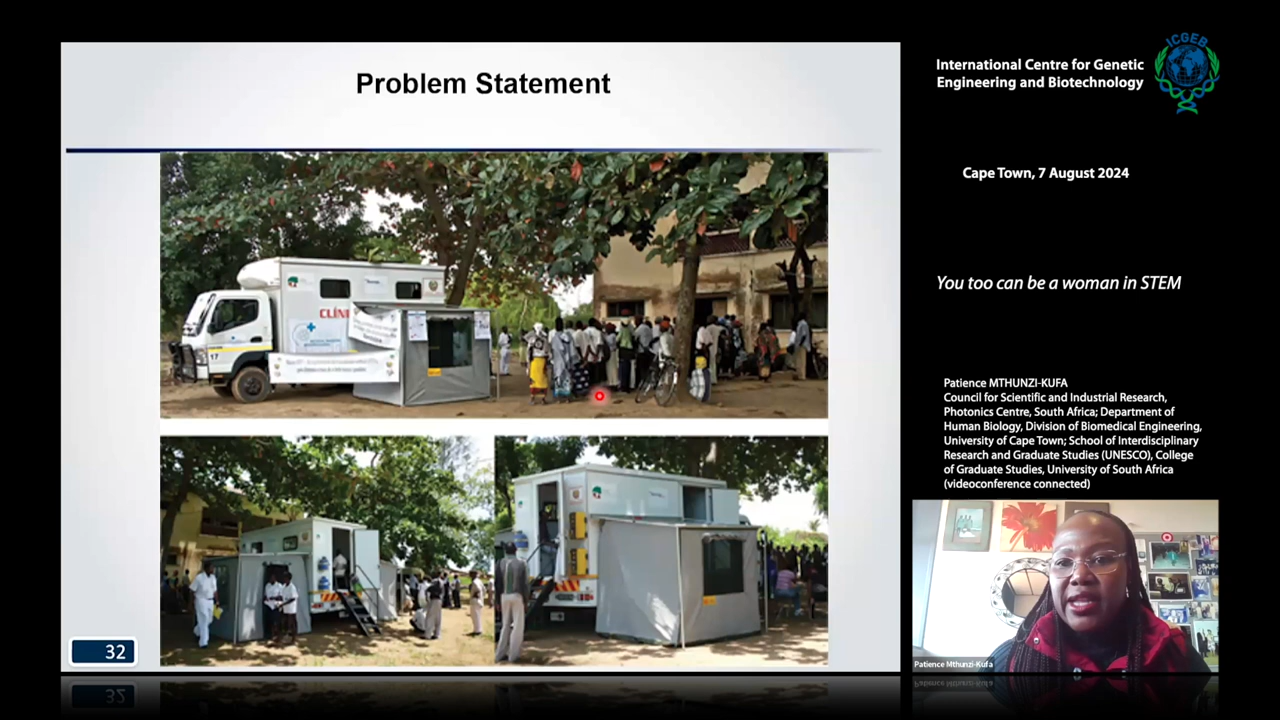 Problem Statement
CLÍNI
17
32
International Centre for Genetic
Engineering and Biotechnology
ICGEB
Cape Town, 7 August 2024
You too can be a woman in STEM
Patience MTHUNZI-KUFA
Council for Scientific and Industrial Research,
Photonics Centre, South Africa; Department of
Human Biology, Division of Biomedical Engineering,
University of Cape Town; School of Interdisciplinary
Research and Graduate Studies (UNESCO), College
of Graduate Studies, University of South Africa
(videoconference connected)
Patience Mthunzi-Kufa